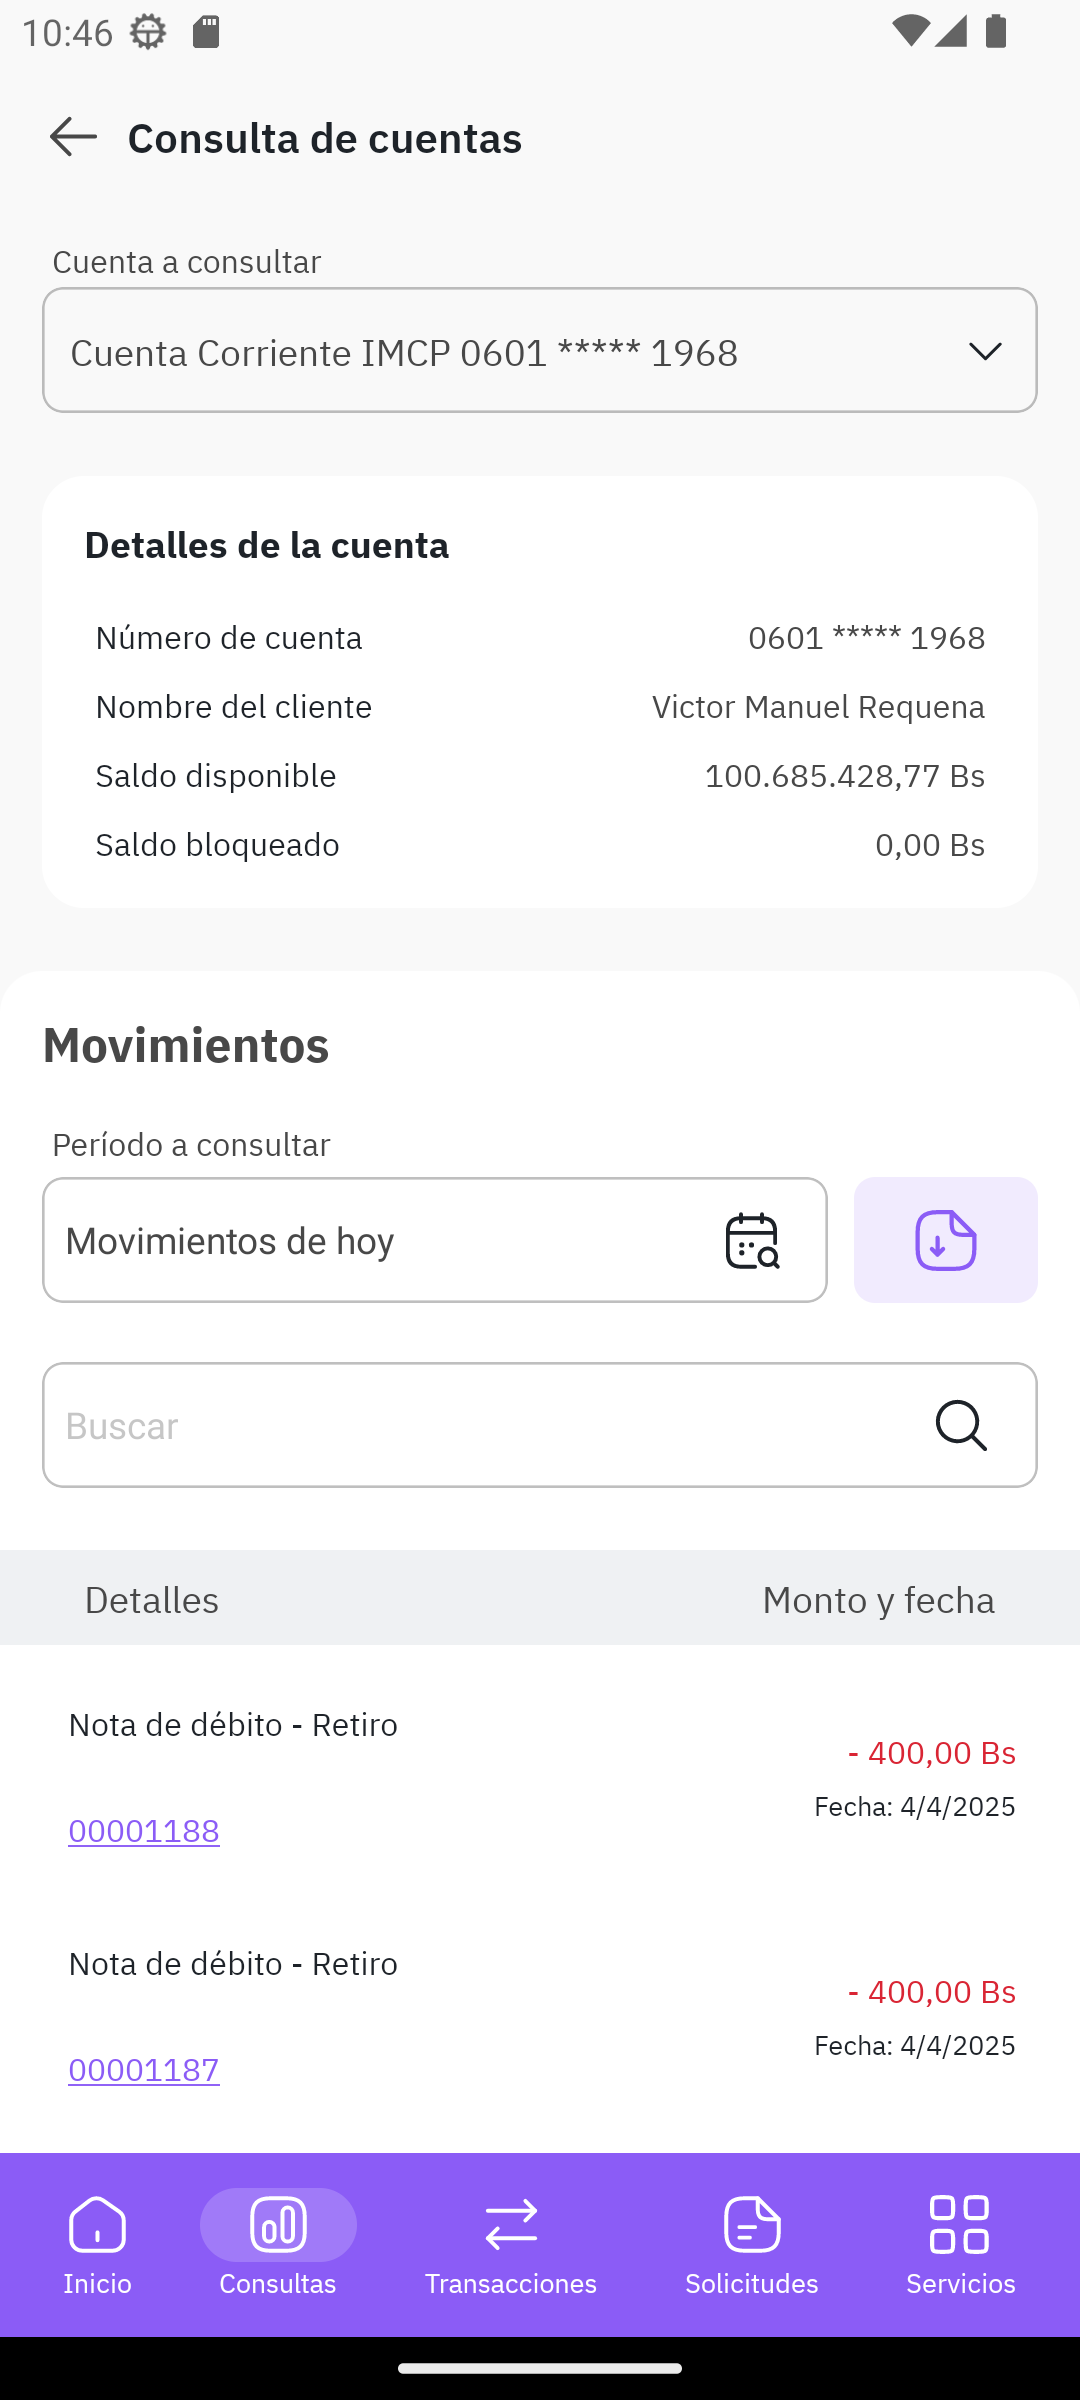 10:46
Consulta de cuentas
Cuenta a consultar
Cuenta Corriente IMCP 0601 ***** 1968
Detalles de la cuenta
Número de cuenta 0601 ***** 1968
Nombre del cliente Victor Manuel Requena
Saldo disponible 100.685.428,77 Bs
Saldo bloqueado 0,00 Bs
Movimientos
Período a consultar
Movimientos de hoy
Buscar
Detalles Monto y fecha
Nota de débito - Retiro
- 400,00 Bs
Fecha: 4/4/2025
00001188
Nota de débito - Retiro
- 400,00 Bs
Fecha: 4/4/2025
00001187
Inicio Consultas Transacciones Solicitudes Servicios